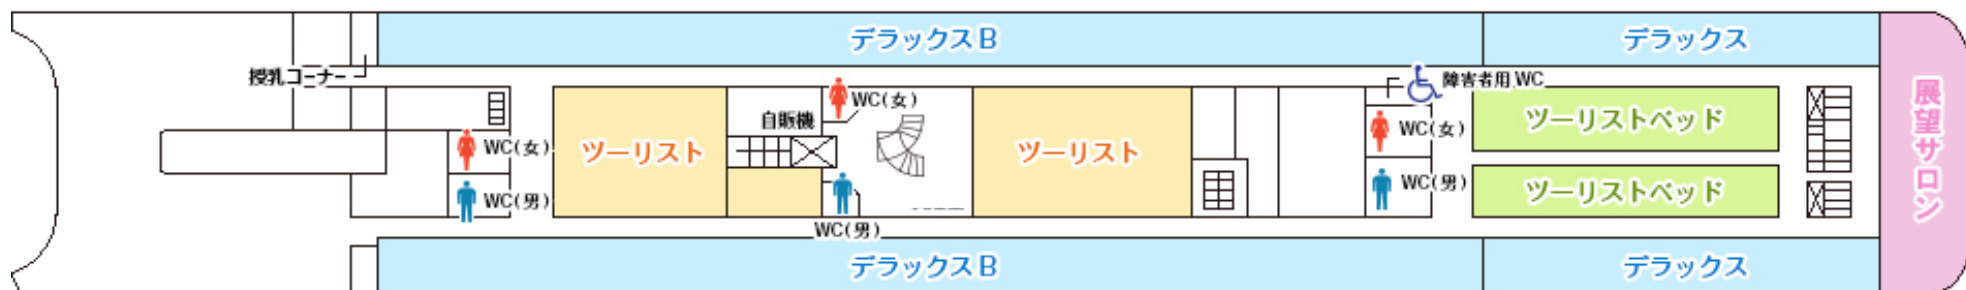 デラックスB
デラックス
授乳コーナー
障害者用WC
WC(女)
自販機
ツーリスト
WC(女)
WC(男)
ツーリスト
WC(男)
WC(女)
WC(男)
ツーリストベッド
ツーリストベッド
展望サロン
デラックスB
デラックス